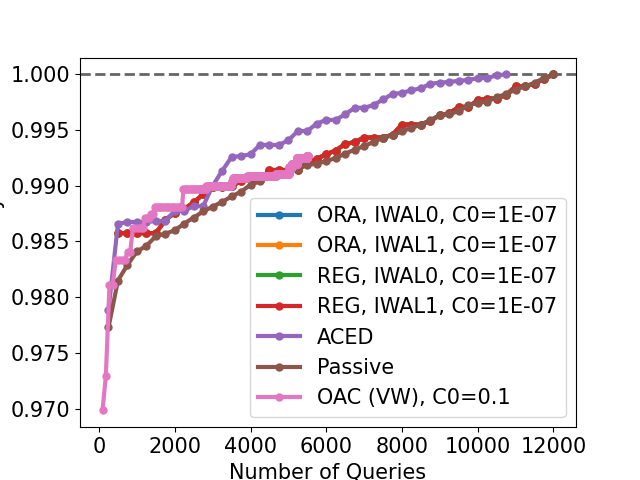 1.000
0.995
0.990
0.985
0.980
0.975
0.970
ORA, IWAL0, C0=1E-07
ORA, IWAL1, C0=1E-07
REG, IWAL0, C0=1E-07
REG, IWAL1, C0=1E-07
ACED
Passive
OAC (VW), C0=0.1
0 2000 4000 6000 8000 10000 12000
Number of Queries